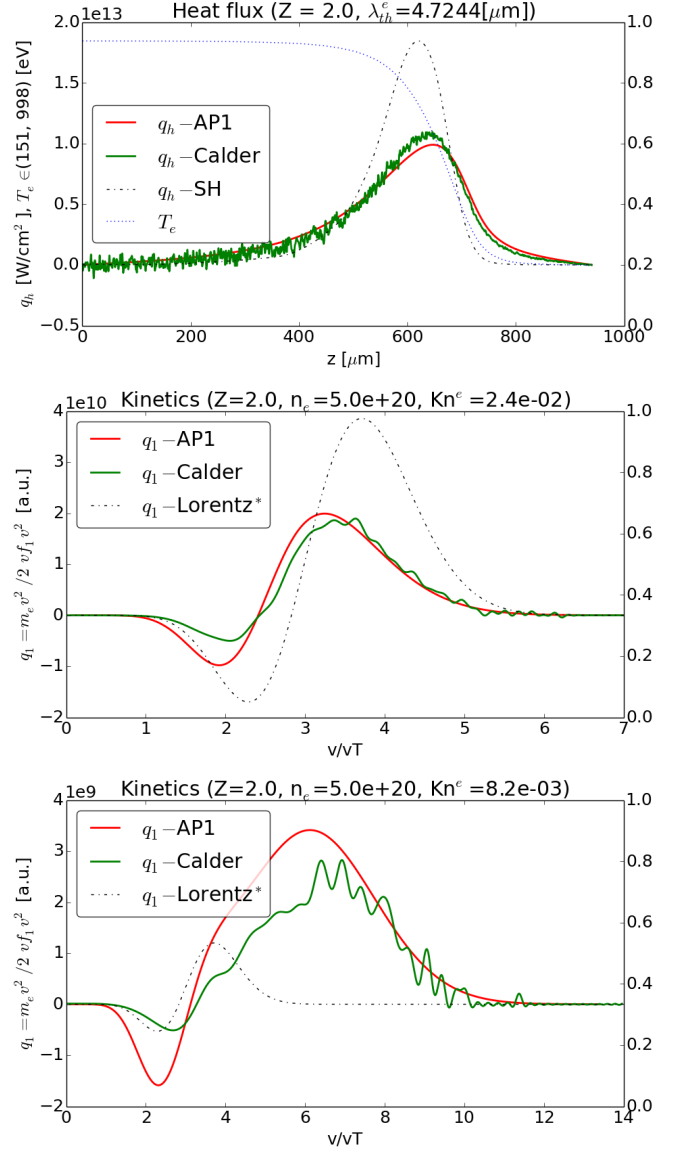 Heat flux (Z = 2.0, λ_th^e=4.7244[μm])
1e13
q_h [W/cm² ], T_e ∈(151, 998) [eV]
2.0
1.5
1.0
0.5
0.0
−0.5
q_h−AP1
q_h−Calder
q_h−SH
T_e
1.0
0.8
0.6
0.4
0.2
0.0
0 200 400 600 800 1000
z [μm]
Kinetics (Z=2.0, n_e=5.0e+20, Kn^e =2.4e-02)
1e10
q_1 =m_e v² /2 vf_1 v² [a.u.]
4
3
2
1
0
−1
−2
q_1−AP1
q_1−Calder
q_1−Lorentz*
1.0
0.8
0.6
0.4
0.2
0.0
0 1 2 3 4 5 6 7
v/vT
Kinetics (Z=2.0, n_e=5.0e+20, Kn^e =8.2e-03)
1e9
q_1 =m_e v² /2 vf_1 v² [a.u.]
4
3
2
1
0
−1
−2
q_1−AP1
q_1−Calder
q_1−Lorentz*
1.0
0.8
0.6
0.4
0.2
0.0
0 2 4 6 8 10 12 14
v/vT